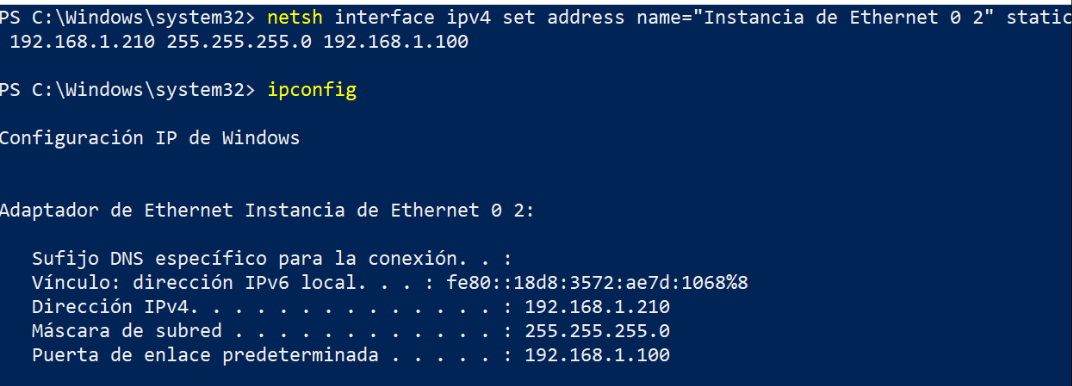 PS C:\Windows\system32> netsh interface ipv4 set address name="Instancia de Ethernet 0 2" static
192.168.1.210 255.255.255.0 192.168.1.100
PS C:\Windows\system32> ipconfig
Configuración IP de Windows
Adaptador de Ethernet Instancia de Ethernet 0 2:
Sufijo DNS específico para la conexión. . :
Vínculo: dirección IPv6 local. . . : fe80::18d8:3572:ae7d:1068%8
Dirección IPv4. . . . . . . . . . . . . . : 192.168.1.210
Máscara de subred . . . . . . . . . . . . : 255.255.255.0
Puerta de enlace predeterminada . . . . . : 192.168.1.100